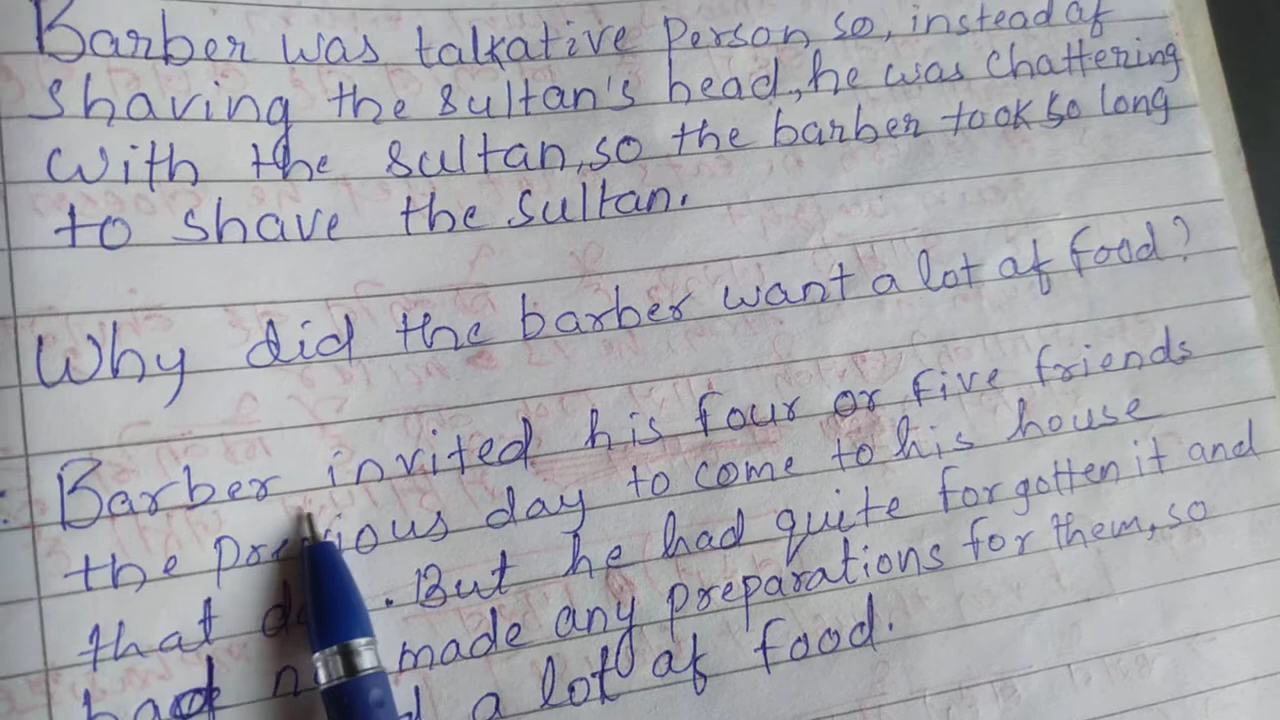 Barber was talkative Person so, instead of
shaving the sultan's head, he was chattering
with the sultan, so the barber took so long
to shave the sultan.
Why did the barber want a lot of food?
Barber invited his four or five friends
the previous day to come to his house
that . But he had quite forgotten it and
had made any preparations for them, so
a lot of food.